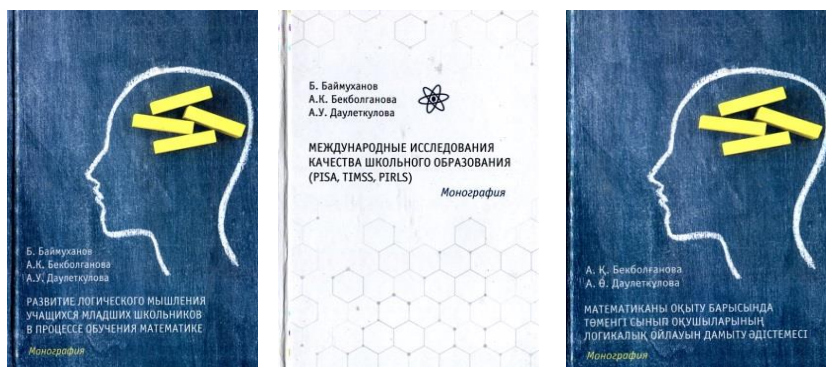 Б. Баймуханов
А.К. Бекболганова
А.У. Даулеткулова
РАЗВИТИЕ ЛОГИЧЕСКОГО МЫШЛЕНИЯ
УЧАЩИХСЯ МЛАДШИХ ШКОЛЬНИКОВ
В ПРОЦЕССЕ ОБУЧЕНИЯ МАТЕМАТИКЕ
Монография
Б. Баймуханов
А.К. Бекболганова
А.У. Даулеткулова
МЕЖДУНАРОДНЫЕ ИССЛЕДОВАНИЯ
КАЧЕСТВА ШКОЛЬНОГО ОБРАЗОВАНИЯ
(PISA, TIMSS, PIRLS)
Монография
А. Қ. Бекболғанова
А. Ө. Даулеткулова
МАТЕМАТИКАНЫ ОҚЫТУ БАРЫСЫНДА
ТӨМЕНГІ СЫНЫП ОҚУШЫЛАРЫНЫҢ
ЛОГИКАЛЫҚ ОЙЛАУЫН ДАМЫТУ ӘДІСТЕМЕСІ
Монография